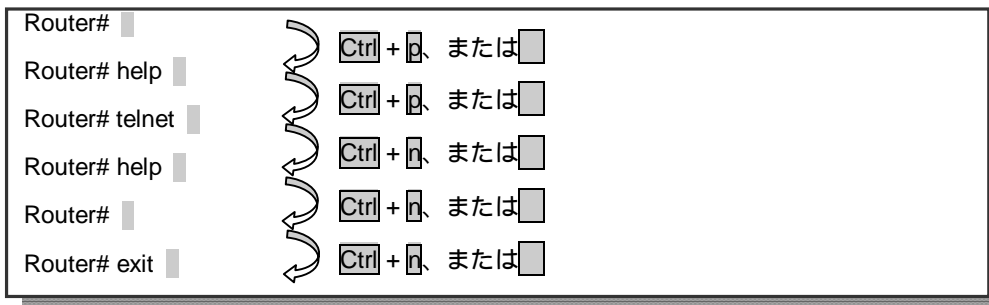 Router#
Ctrl + p、または
Router# help
Ctrl + p、または
Router# telnet
Ctrl + n、または
Router# help
Ctrl + n、または
Router#
Ctrl + n、または
Router# exit